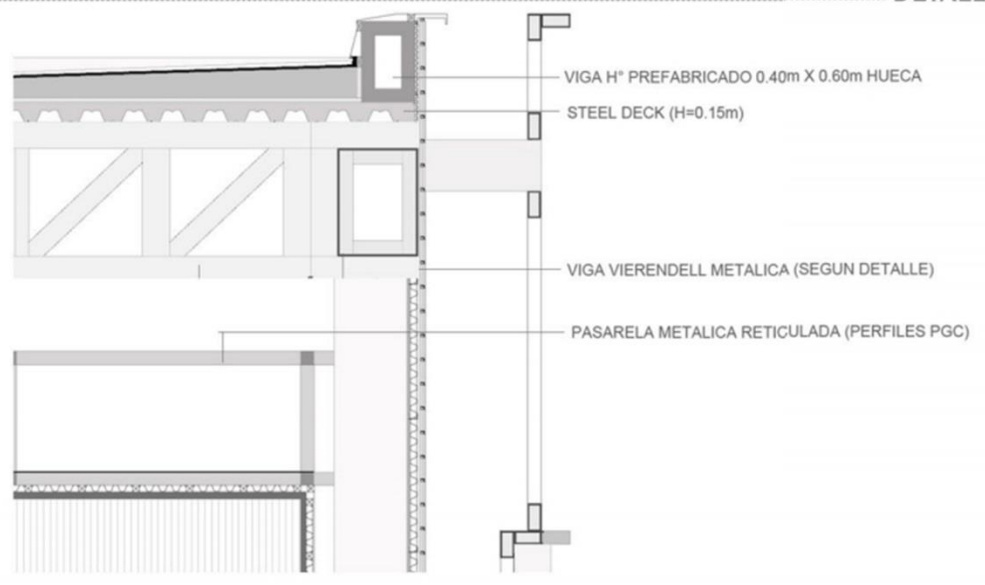 VIGA H° PREFABRICADO 0.40m X 0.60m HUECA
STEEL DECK (H=0.15m)
VIGA VIERENDELL METALICA (SEGUN DETALLE)
PASARELA METALICA RETICULADA (PERFILES PGC)